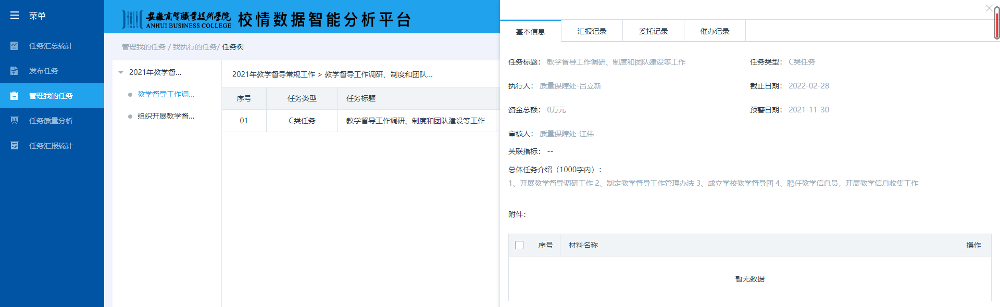 菜单
任务汇总统计
发布任务
管理我的任务
任务质量分析
任务汇报统计
安徽商贸职业技术学院
ANHUI BUSINESS COLLEGE
校情数据智能分析平台
管理我的任务 / 我执行的任务/ 任务树
2021年教学督...
教学督导工作调...
组织开展教学督...
2021年教学督导常规工作 > 教学督导工作调研、制度和团队...
序号 任务类型 任务标题
01 C类任务 教学督导工作调研、制度和团队建设等工作
基本信息 汇报记录 委托记录 催办记录
任务标题： 教学督导工作调研、制度和团队建设等工作 任务类型： C类任务
执行人： 质量保障处-吕立新 截止日期： 2022-02-28
资金总额： 0万元 预警日期： 2021-11-30
审核人： 质量保障处-汪伟
关联指标： --
总体任务介绍（1000字内）:
1、开展教学督导调研工作 2、制定教学督导工作管理办法 3、成立学校教学督导团 4、聘任教学信息员，开展教学信息收集工作
附件:
序号 材料名称 操作
暂无数据